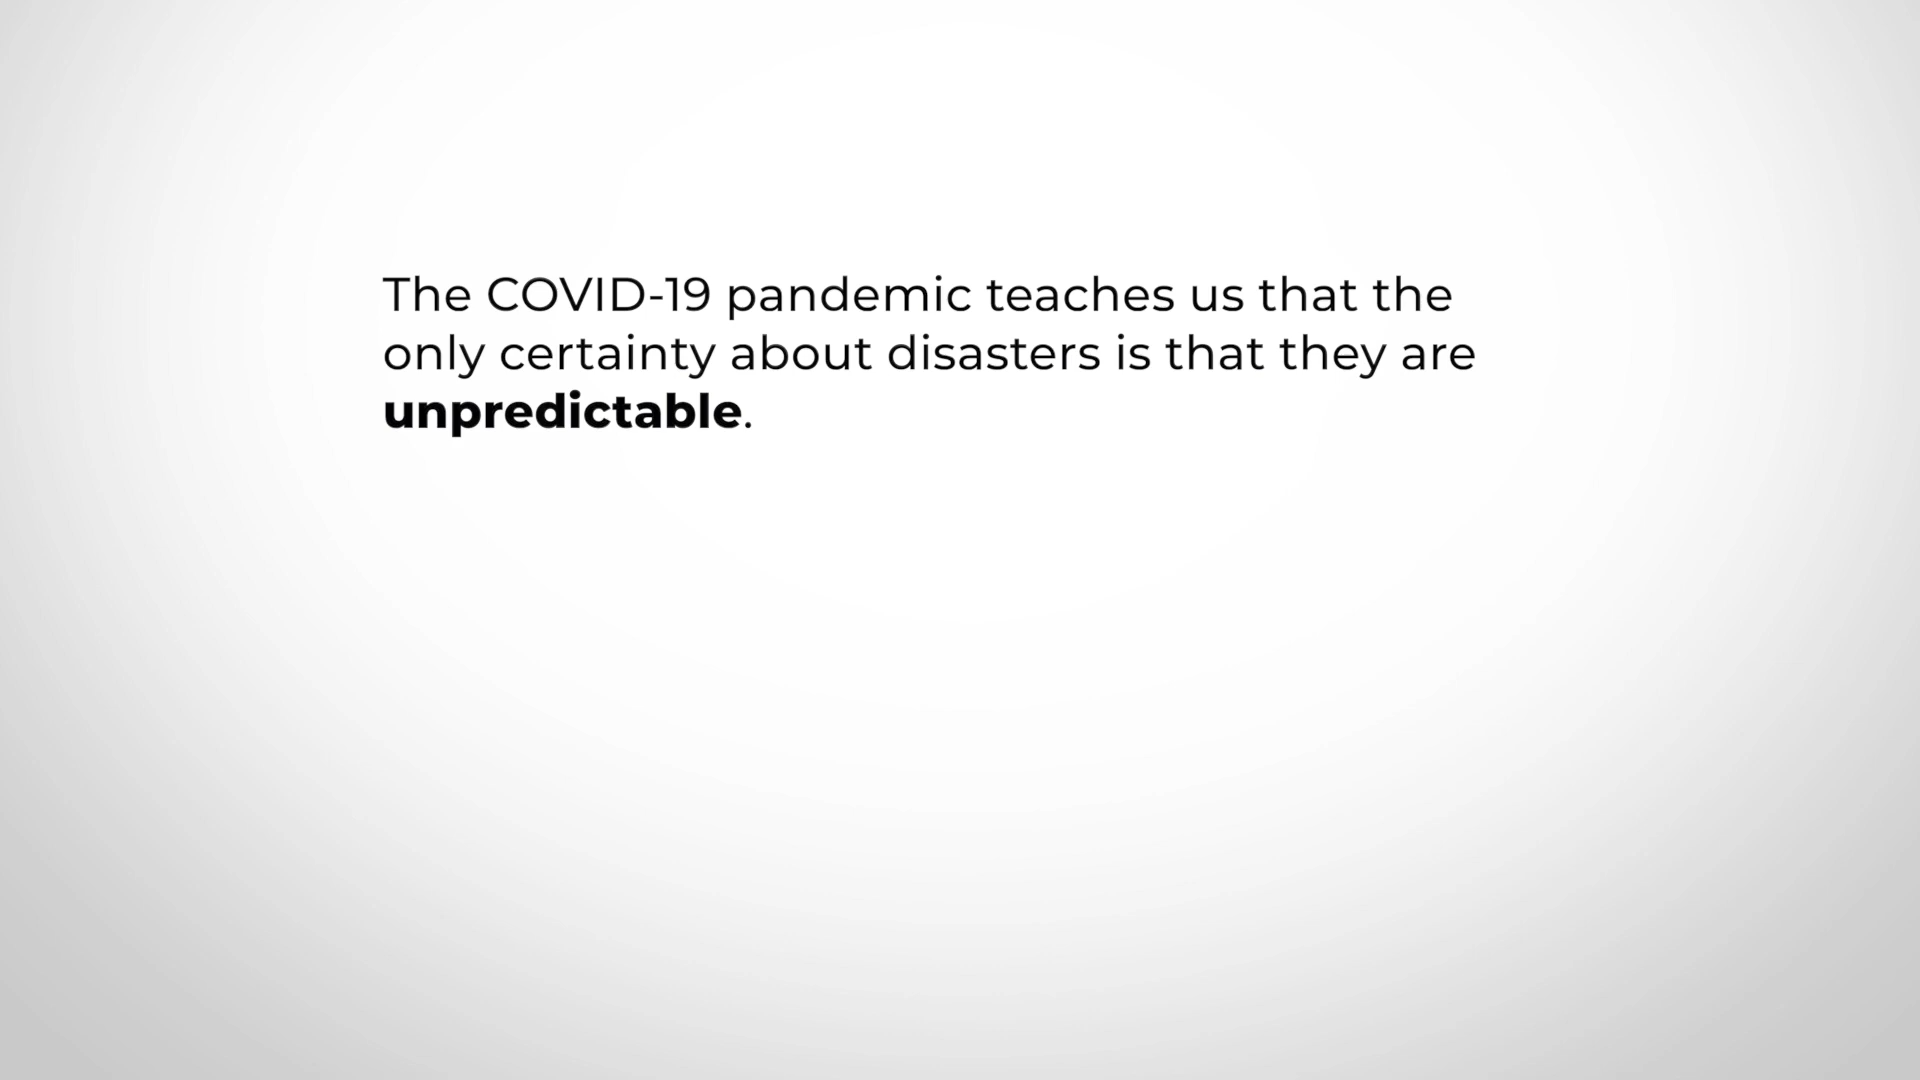 The COVID-19 pandemic teaches us that the
only certainty about disasters is that they are
unpredictable.